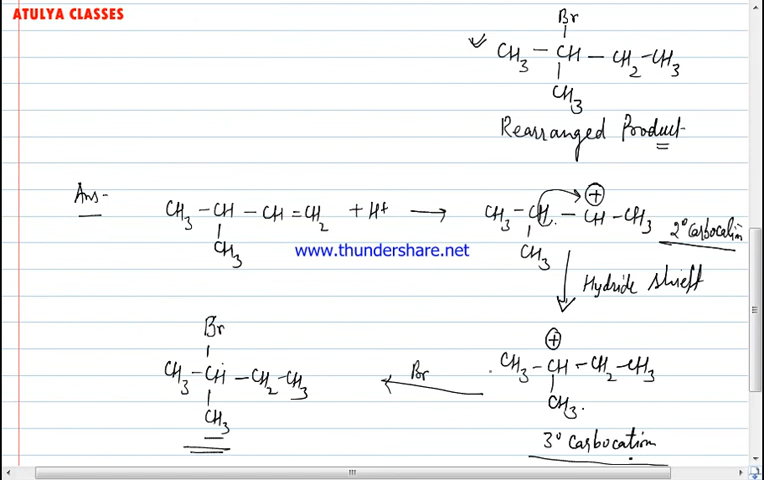 ATULYA CLASSES
Br
CH3 - CH - CH2 - CH3
CH3
Rearranged Product
Ans-
CH3 - CH - CH = CH2 + H+ → CH3 - CH - CH - CH3
+
2° Carbocation
CH3
CH3
www.thundershare.net
Hydride shift
Br
+
CH3 - CH - CH2 - CH3
Br
CH3 - CH - CH2 - CH3
CH3
CH3.
3° Carbocation